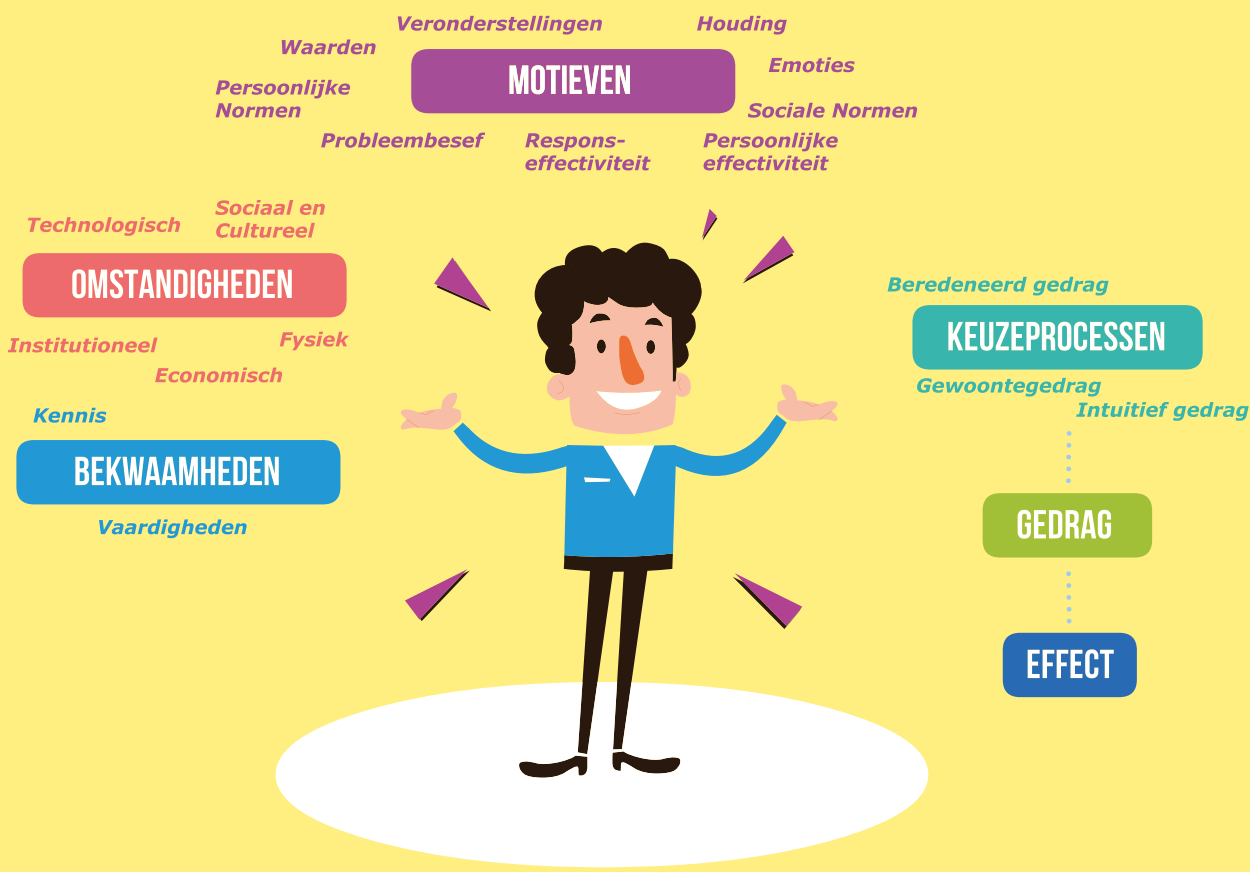 Veronderstellingen
Houding
Waarden
MOTIEVEN
Emoties
Persoonlijke
Normen
Sociale Normen
Probleembesef
Respons-
effectiviteit
Persoonlijke
effectiviteit
Technologisch
Sociaal en
Cultureel
OMSTANDIGHEDEN
Institutioneel
Fysiek
Economisch
Kennis
BEKWAAMHEDEN
Vaardigheden
Beredeneerd gedrag
KEUZEPROCESSEN
Gewoontegedrag
Intuitief gedrag
GEDRAG
EFFECT